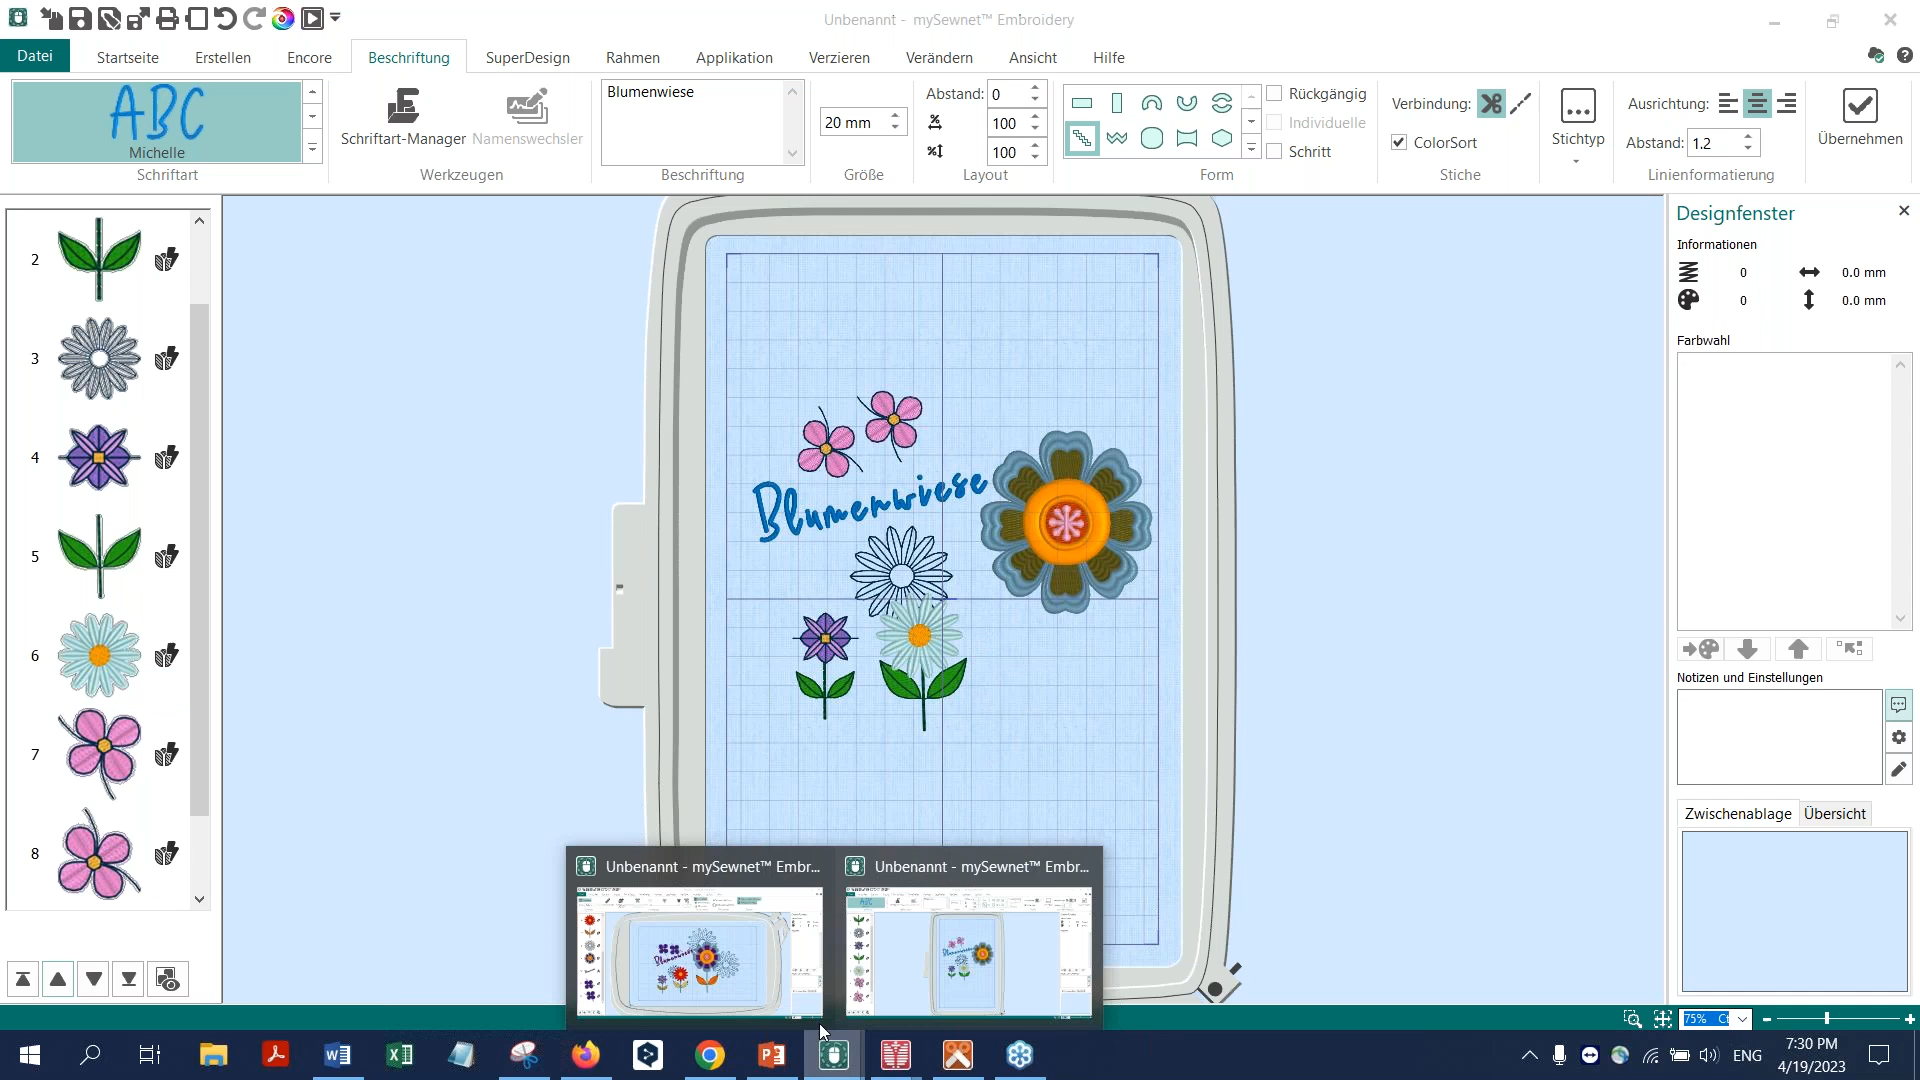 Unbenannt - mySewnet™ Embroidery
Datei Startseite Erstellen Encore Beschriftung SuperDesign Rahmen Applikation Verzieren Verändern Ansicht Hilfe
ABC
Michelle
Schriftart
Schriftart-Manager Namenswechsler
Werkzeugen
Blumenwiese
Beschriftung
20 mm
Größe
Abstand: 0
100
100
Layout
Rückgängig
Individuelle
Schritt
Form
Verbindung:
ColorSort
Stiche
Stichtyp
Ausrichtung:
Abstand: 1.2
Linienformatierung
Übernehmen
2
3
4
5
6
7
8
Blumenwiese
Designfenster
Informationen
0 0.0 mm
0 0.0 mm
Farbwahl
Notizen und Einstellungen
Zwischenablage Übersicht
Unbenannt - mySewnet™ Embr...
Unbenannt - mySewnet™ Embr...
Blumenwiese
75%
ENG
7:30 PM
4/19/2023